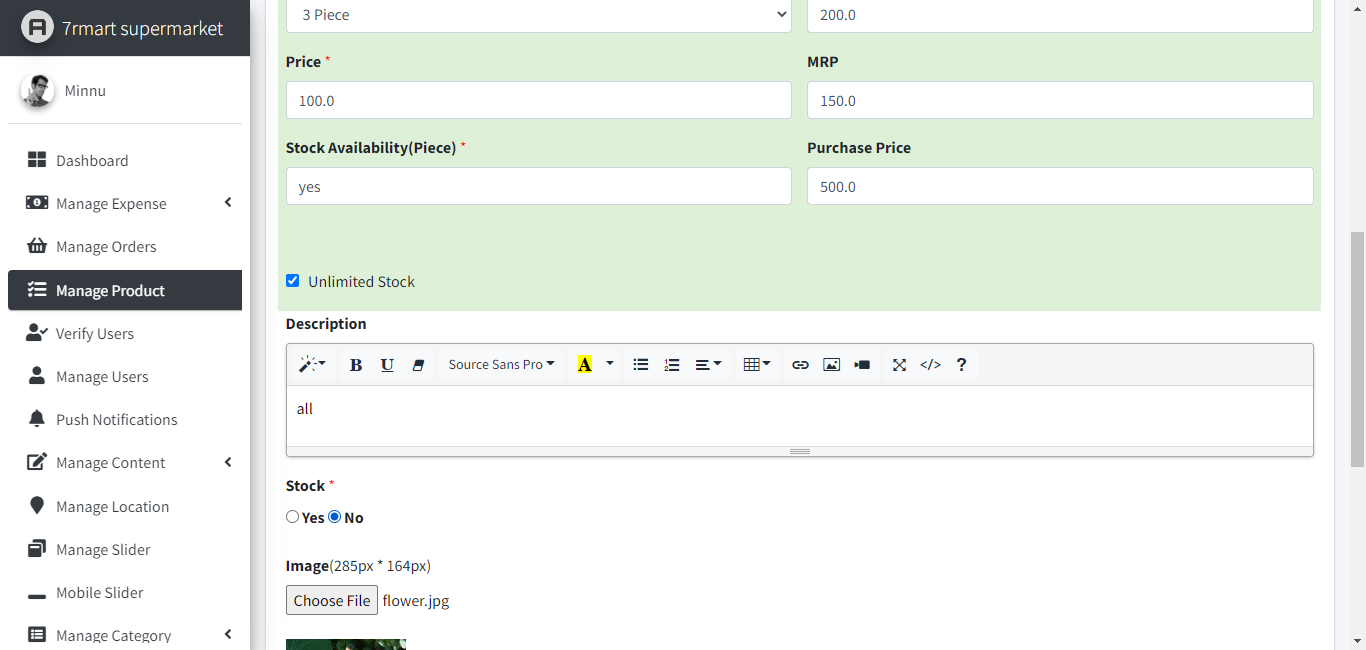 7rmart supermarket
Minnu
Dashboard
Manage Expense
Manage Orders
Manage Product
Verify Users
Manage Users
Push Notifications
Manage Content
Manage Location
Manage Slider
Mobile Slider
Manage Category
3 Piece
200.0
Price *
MRP
100.0
150.0
Stock Availability(Piece) *
Purchase Price
yes
500.0
Unlimited Stock
Description
B U Source Sans Pro A </> ?
all
Stock *
Yes No
Image(285px * 164px)
Choose File flower.jpg